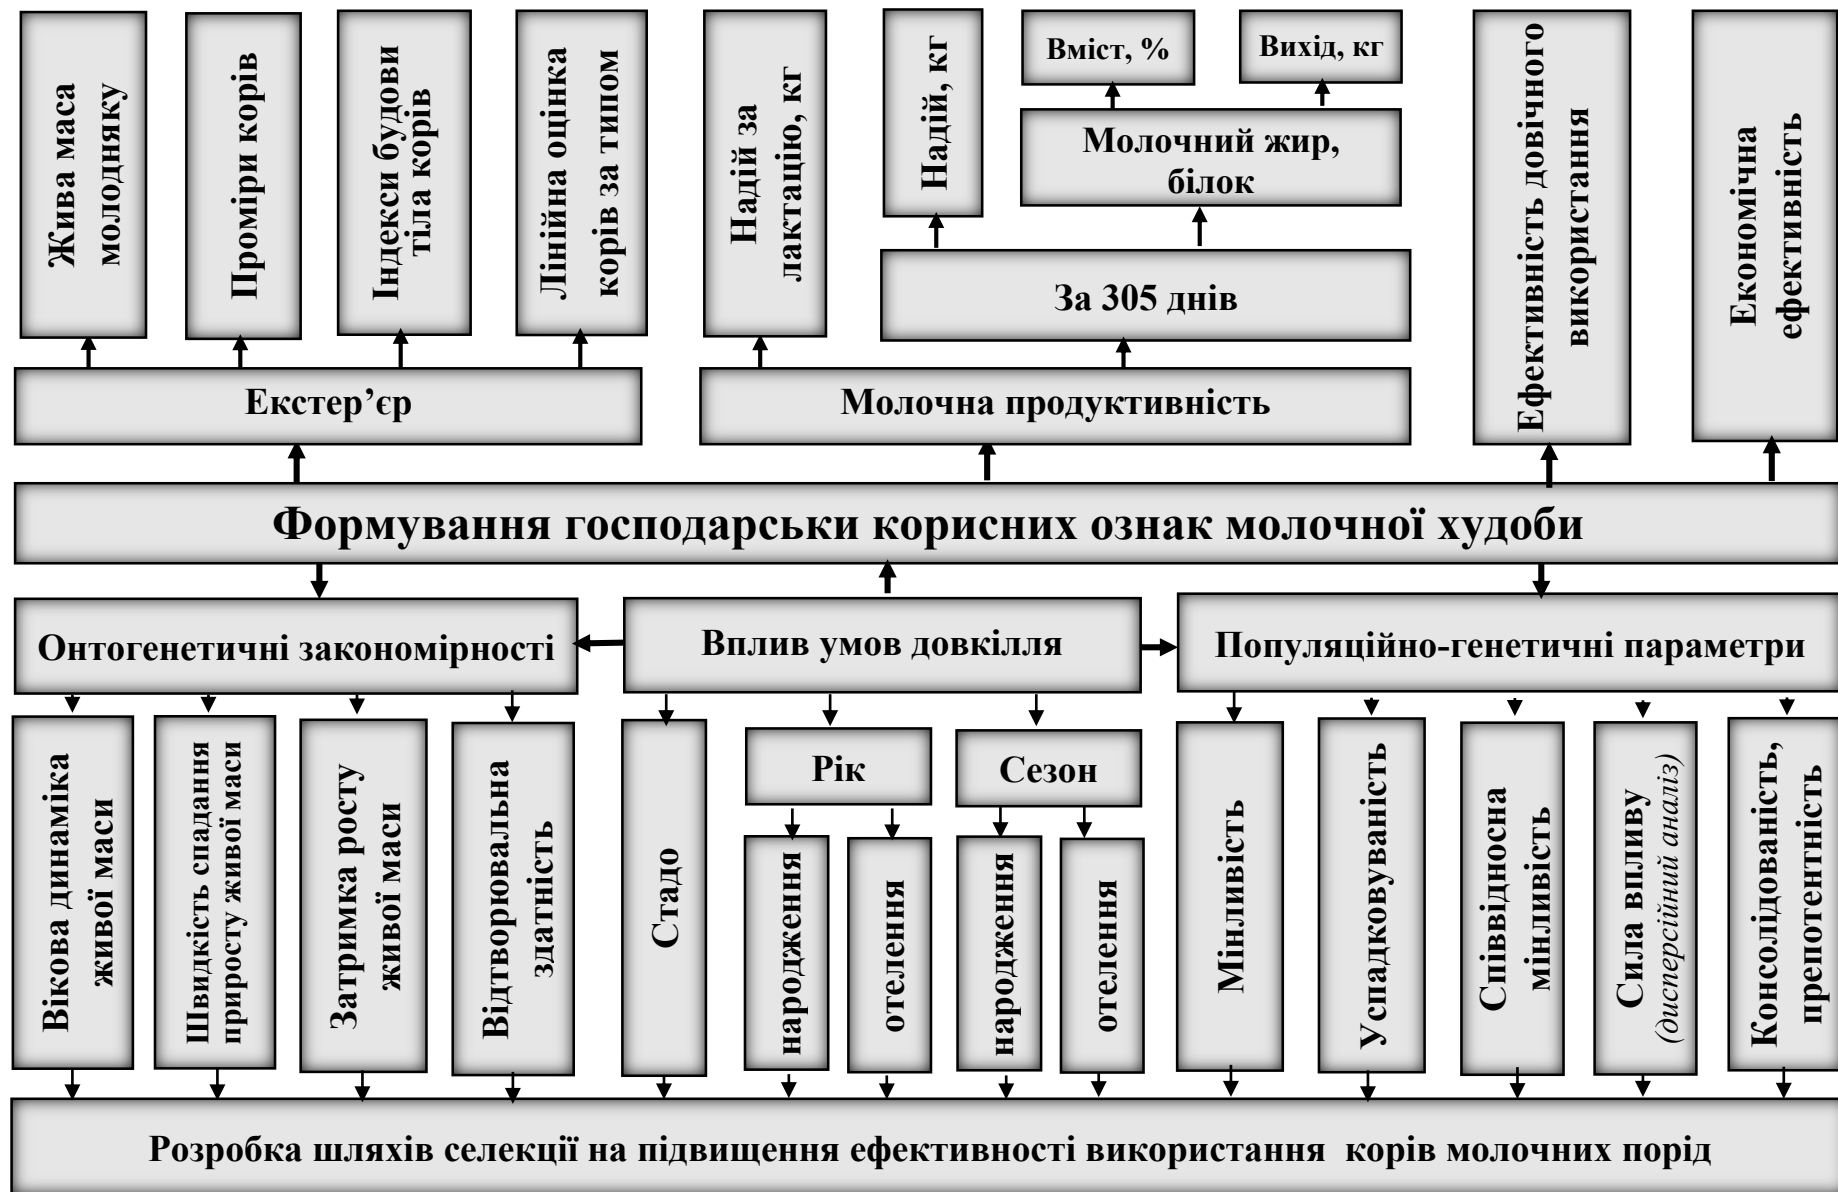 Жива маса
молодняку
Проміри корів
Індекси будови
тіла корів
Лінійна оцінка
корів за типом
Надій за
лактацію, кг
Надій, кг
Вміст, %
Вихід, кг
Молочний жир,
білок
За 305 днів
Ефективність довічного
використання
Економічна
ефективність
Екстер’єр
Молочна продуктивність
Формування господарськи корисних ознак молочної худоби
Онтогенетичні закономірності
Вплив умов довкілля
Популяційно-генетичні параметри
Вікова динаміка
живої маси
Швидкість спадання
приросту живої маси
Затримка росту
живої маси
Відтворювальна
здатність
Стадо
Рік
народження
отелення
Сезон
народження
отелення
Мінливість
Успадковуваність
Співвідносна
мінливість
Сила впливу
(дисперсійний аналіз)
Консолідованість,
препотентність
Розробка шляхів селекції на підвищення ефективності використання корів молочних порід